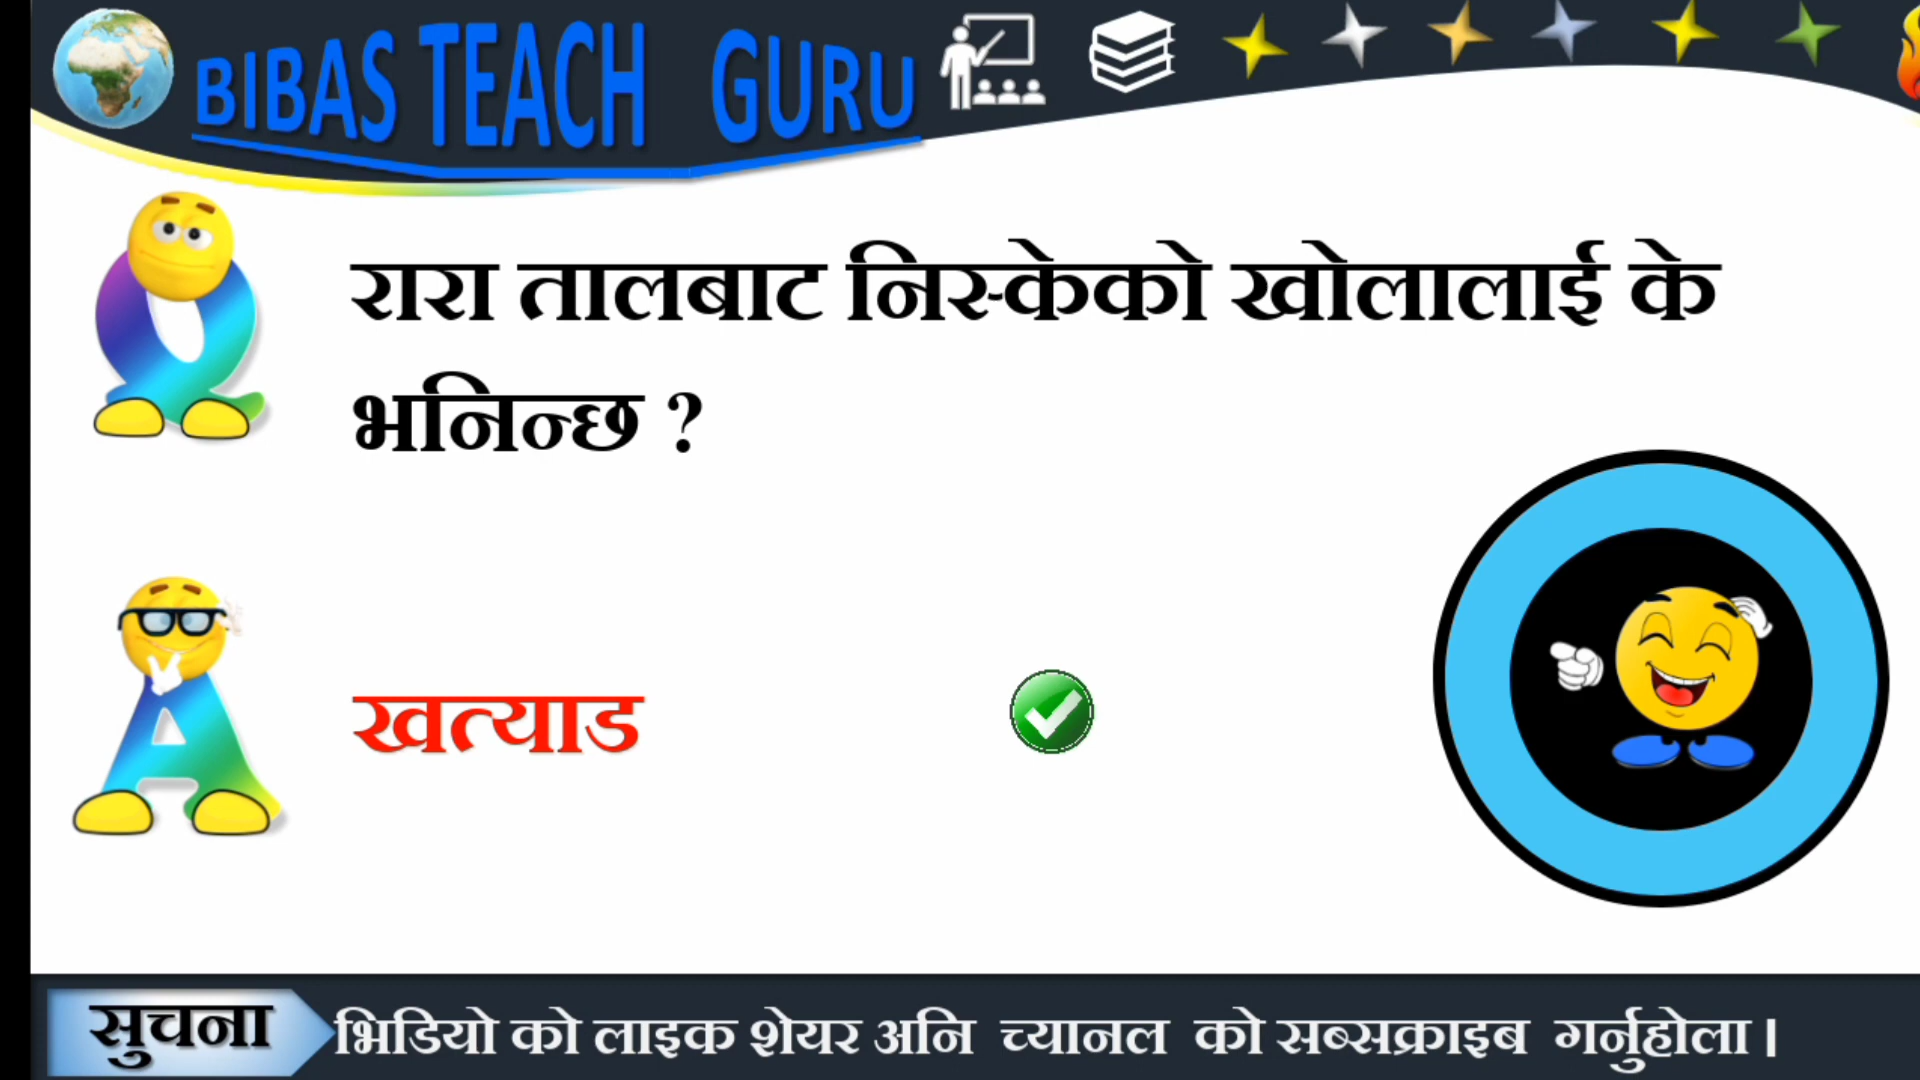 BIBAS TEACH GURU
रारा तालबाट निस्केको खोलालाई के
भनिन्छ ?
खत्याड
सुचना
भिडियो को लाइक शेयर अनि च्यानल को सब्सक्राइब गर्नुहोला।